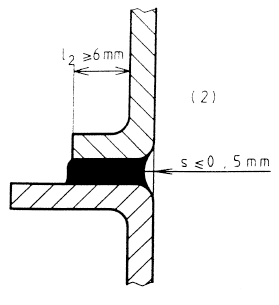 l₂ ≥6mm
(2)
s ≤0,5mm